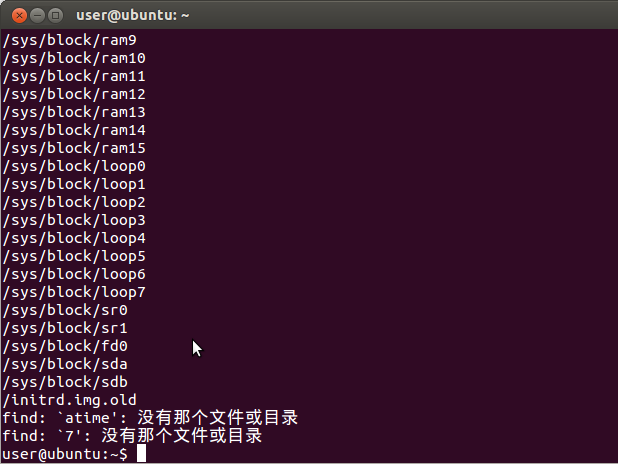 user@ubuntu: ~
/sys/block/ram9
/sys/block/ram10
/sys/block/ram11
/sys/block/ram12
/sys/block/ram13
/sys/block/ram14
/sys/block/ram15
/sys/block/loop0
/sys/block/loop1
/sys/block/loop2
/sys/block/loop3
/sys/block/loop4
/sys/block/loop5
/sys/block/loop6
/sys/block/loop7
/sys/block/sr0
/sys/block/sr1
/sys/block/fd0
/sys/block/sda
/sys/block/sdb
/initrd.img.old
find: `atime': 没有那个文件或目录
find: `7': 没有那个文件或目录
user@ubuntu:~$